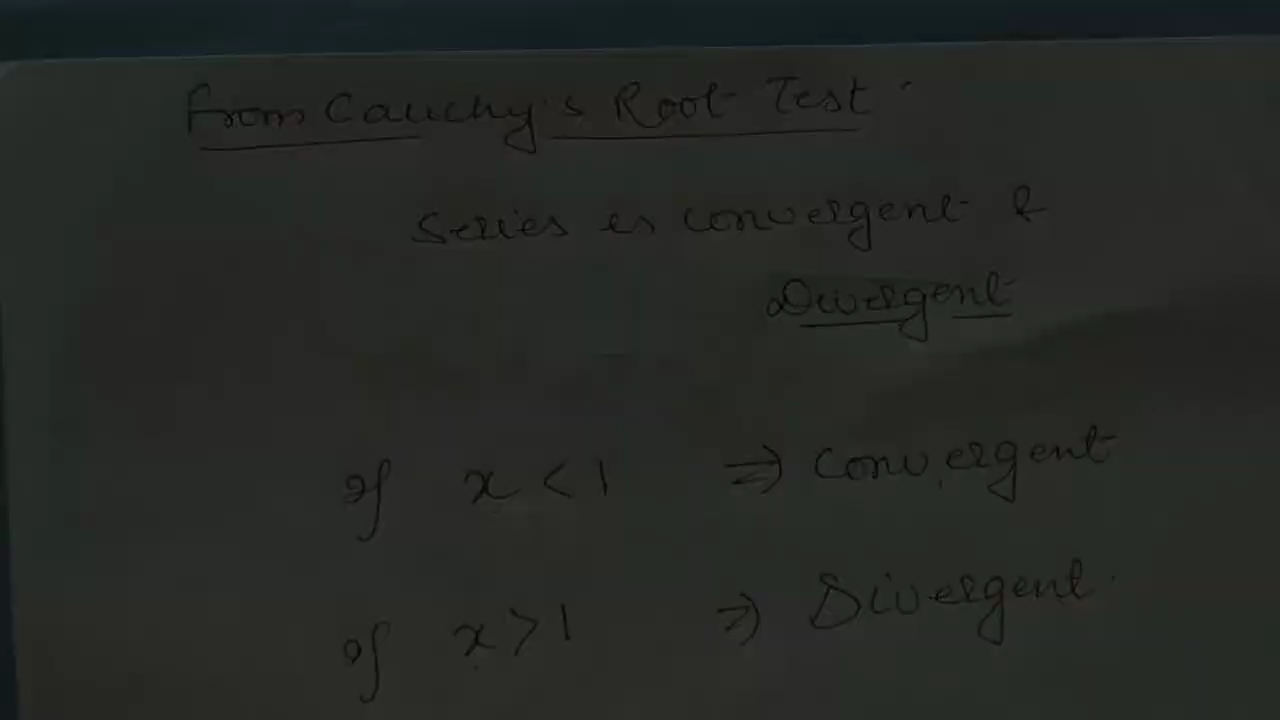 From Cauchy's Root Test.
Series is convergent &
Divergent
If x < 1 ⇒ Convergent
If x > 1 ⇒ Divergent.